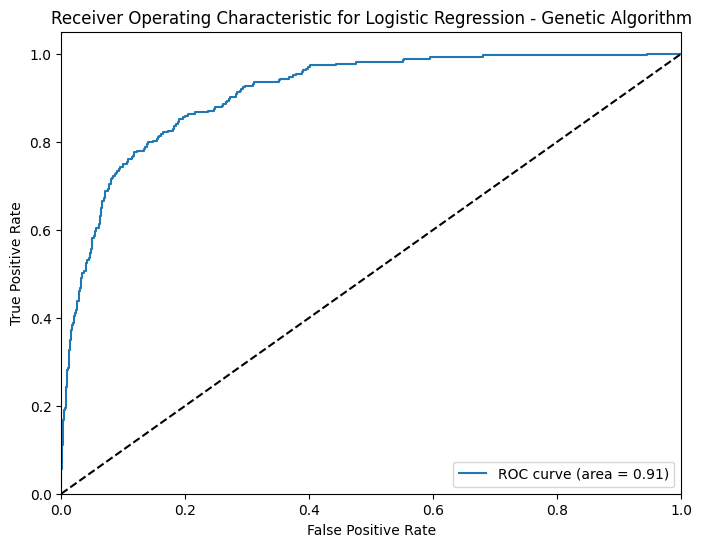 Receiver Operating Characteristic for Logistic Regression - Genetic Algorithm
1.0
0.8
0.6
0.4
0.2
0.0
True Positive Rate
0.0 0.2 0.4 0.6 0.8 1.0
False Positive Rate
ROC curve (area = 0.91)